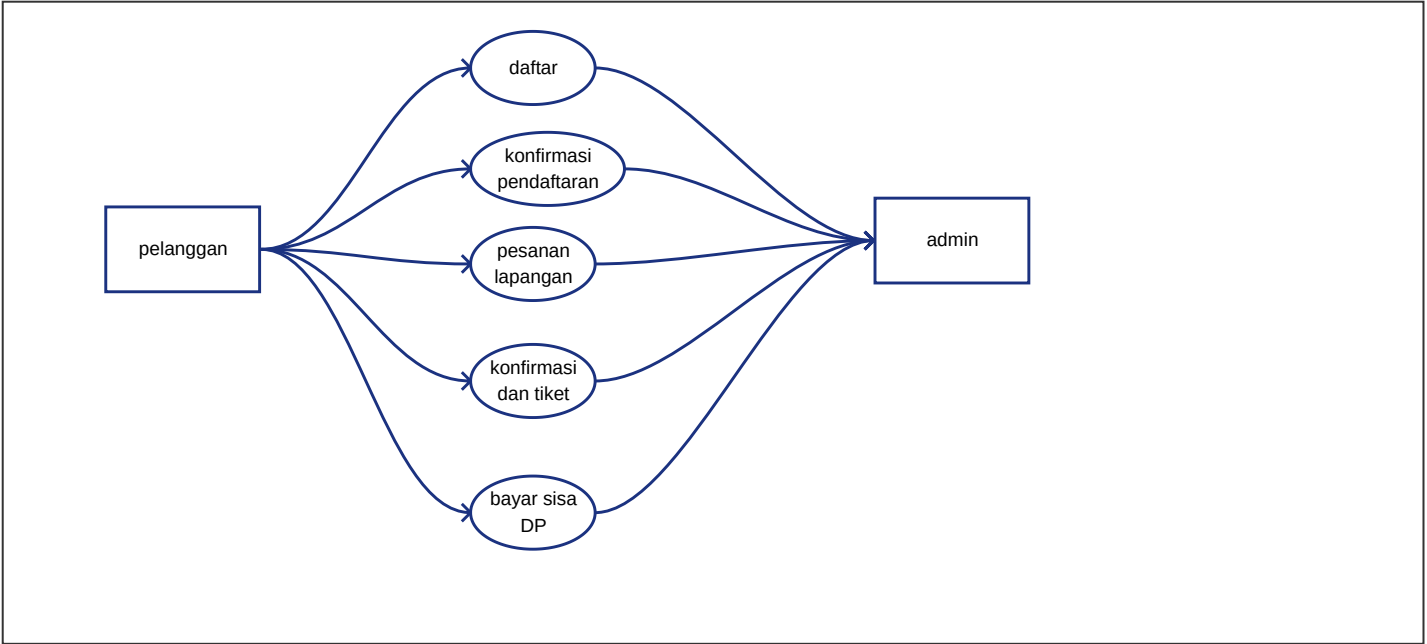 daftar
konfirmasi
pendaftaran
pelanggan
pesanan
lapangan
admin
konfirmasi
dan tiket
bayar sisa
DP